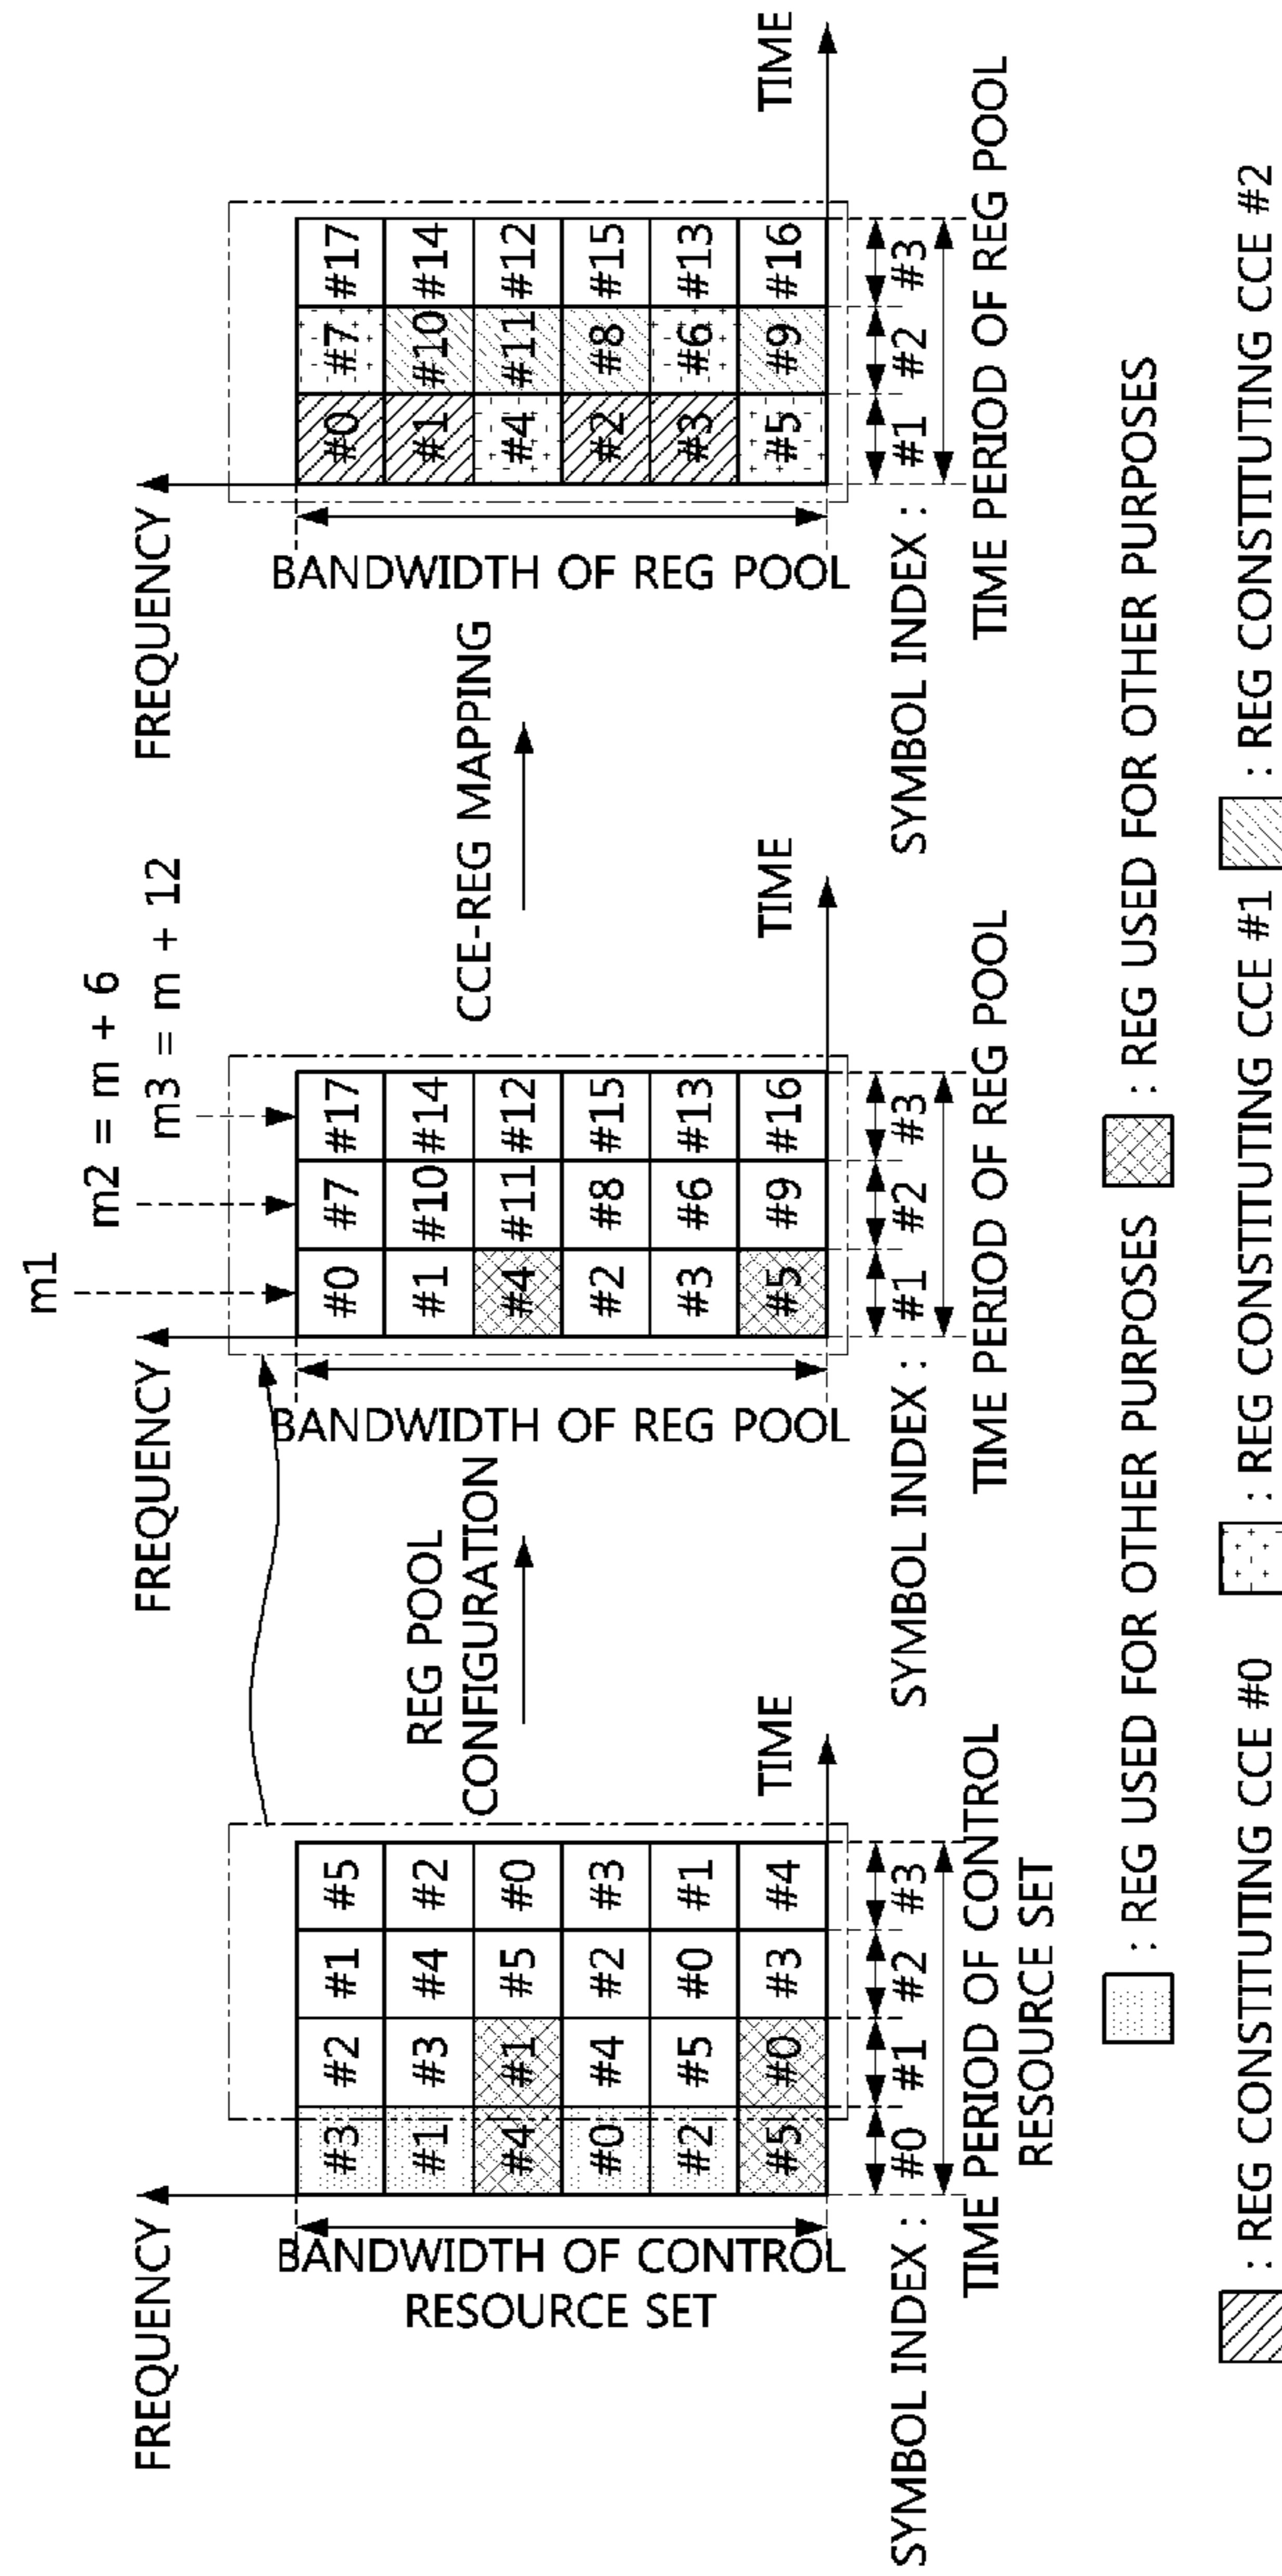 m1
m2 = m + 6
m3 = m + 12
FREQUENCY
BANDWIDTH OF CONTROL
RESOURCE SET
#3 #2 #1 #5
#1 #3 #4 #2
#4 #1 #5 #0
#0 #4 #2 #3
#2 #5 #0 #1
#5 #0 #3 #4
TIME
SYMBOL INDEX : #0 #1 #2 #3
TIME PERIOD OF CONTROL
RESOURCE SET
REG POOL
CONFIGURATION
FREQUENCY
BANDWIDTH OF REG POOL
#0 #7 #17
#1 #10 #14
#4 #11 #12
#2 #8 #15
#3 #6 #13
#5 #9 #16
TIME
SYMBOL INDEX : #1 #2 #3
TIME PERIOD OF REG POOL
CCE-REG MAPPING
FREQUENCY
BANDWIDTH OF REG POOL
#0 #7 #17
#1 #10 #14
#4 #11 #12
#2 #8 #15
#3 #6 #13
#5 #9 #16
TIME
SYMBOL INDEX : #1 #2 #3
TIME PERIOD OF REG POOL
: REG USED FOR OTHER PURPOSES
: REG USED FOR OTHER PURPOSES
: REG CONSTITUTING CCE #0
: REG CONSTITUTING CCE #1
: REG CONSTITUTING CCE #2